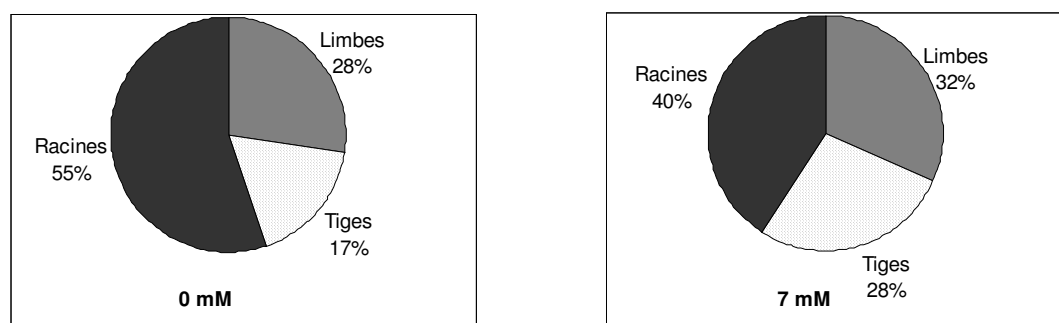 Limbes
28%
Racines
55%
Tiges
17%
0 mM
Limbes
32%
Racines
40%
Tiges
28%
7 mM